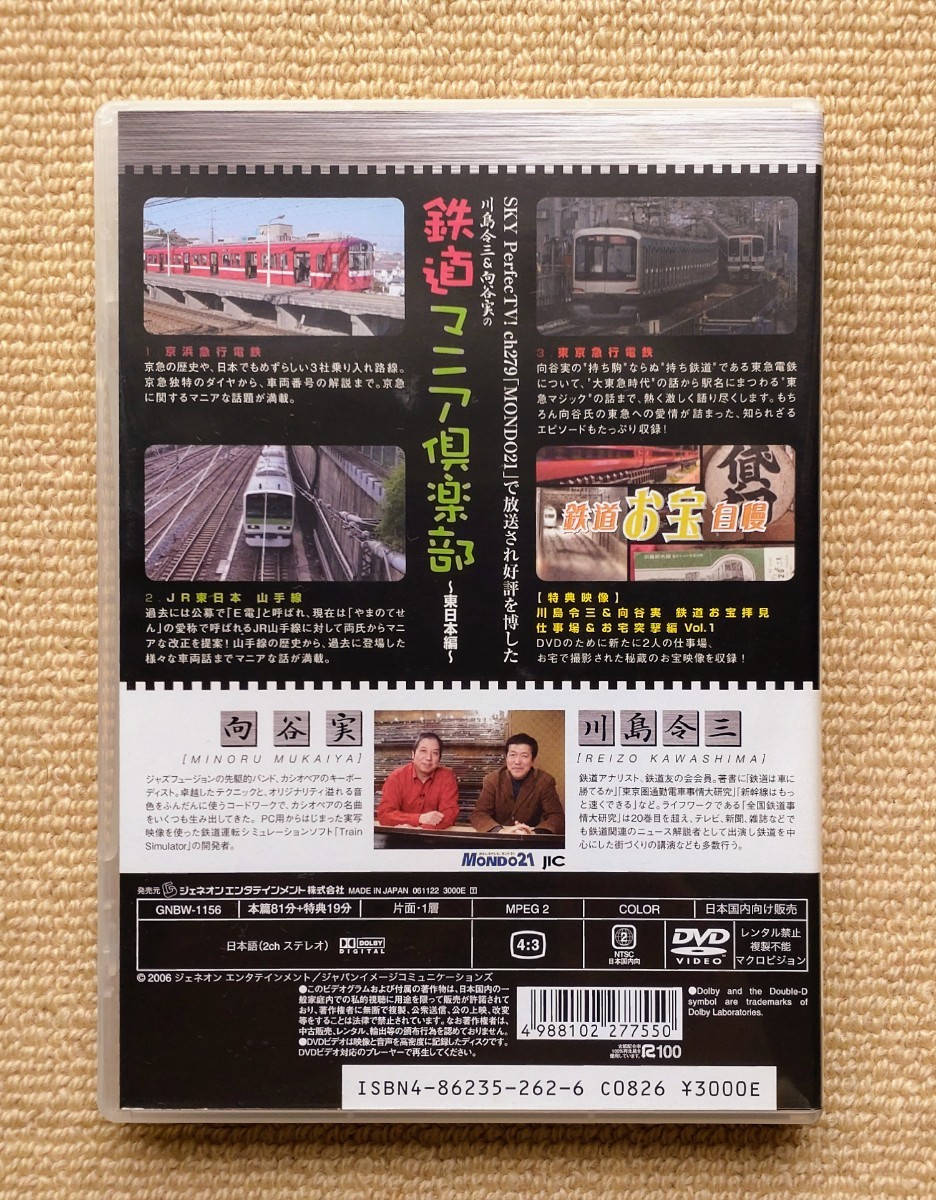 SKY PerfecTV! ch279「MONDO21」で放送され好評を博した
川島令三&向谷実の
鉄道マニア倶楽部
〜東日本編〜
1 京浜急行電鉄
京急の歴史や、日本でもめずらしい3社乗り入れ路線。
京急独特のダイヤから、車両番号の解説まで。京急
に関するマニアな話題が満載。
2. JR東日本 山手線
過去には公募で「E電」と呼ばれ、現在は「やまのてせ
ん」の愛称で呼ばれるJR山手線に対して両氏からマニア
な改正を提案!山手線の歴史から、過去に登場した
様々な車両話までマニアな話が満載。
3 東京急行電鉄
向谷実の"持ち駒"ならぬ"持ち鉄道"である東急電鉄
について、"大東急時代"の話から駅名にまつわる"東
急マジック"の話まで、熱く激しく語り尽くします。もち
ろん向谷氏の東急への愛情が詰まった、知られざる
エピソードもたっぷり収録!
鉄道お宝自慢
【特典映像】
川島令三&向谷実 鉄道お宝拝見
仕事場&お宅突撃編 Vol.1
DVDのために新たに2人の仕事場、
お宅で撮影された秘蔵のお宝映像を収録!
向谷実
[MINORU MUKAIYA]
ジャズフュージョンの先駆的バンド、カシオペアのキーボー
ディスト。卓越したテクニックと、オリジナリティ溢れる音
色をふんだんに使うコードワークで、カシオペアの名曲
をいくつも生み出してきた。PC用からはじまった実写
映像を使った鉄道運転シミュレーションソフト「Train
Simulator」の開発者。
川島令三
[REIZO KAWASHIMA]
鉄道アナリスト、鉄道友の会会員。著書に「鉄道は車に
勝てるか」「東京圏通勤電車事情大研究」「新幹線はもっ
と速くできる」など。ライフワークである「全国鉄道事
情大研究」は20巻目を超え、テレビ、新聞、雑誌などで
も鉄道関連のニュース解説者として出演し鉄道を中
心にした街づくりの講演なども多数行う。
MONDO21 JIC
発売元 ジェネオン エンタテインメント株式会社 MADE IN JAPAN 061122 3000E
GNBW-1156 本篇81分+特典19分 片面・1層 MPEG 2 COLOR 日本国内向け販売
日本語(2ch ステレオ) DOLBY DIGITAL 4:3 2 NTSC 日本国内向 DVD VIDEO レンタル禁止
複製不能
マクロビジョン
© 2006 ジェネオン エンタテインメント/ジャパンイメージコミュニケーションズ
●このビデオグラムおよび付属の著作物は、日本国内の一
般家庭内での私的視聴に用途を限って販売が許諾されて
おり、著作権者に無断で複製、公衆送信、公の上映、改変
等をすることは法律で禁止されています。なお著作権者は、
中古販売、レンタル、輸出等の頒布行為を認めておりません。
●DVDビデオは映像と音声を高密度に記録したディスクです。
DVDビデオ対応のプレーヤーで再生してください。
4 988102 277550
●Dolby and the Double-D
symbol are trademarks of
Dolby Laboratories.
古紙配合率
100%再生紙を
使用しています。
R100
ISBN4-86235-262-6 C0826 ¥3000E